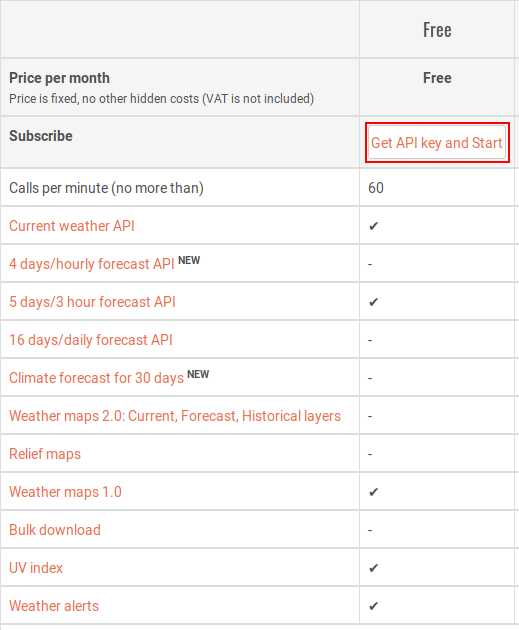 Free
Price per month Free
Price is fixed, no other hidden costs (VAT is not included)
Subscribe Get API key and Start
Calls per minute (no more than) 60
Current weather API ✔
4 days/hourly forecast API NEW -
5 days/3 hour forecast API ✔
16 days/daily forecast API -
Climate forecast for 30 days NEW -
Weather maps 2.0: Current, Forecast, Historical layers -
Relief maps -
Weather maps 1.0 ✔
Bulk download -
UV index ✔
Weather alerts ✔